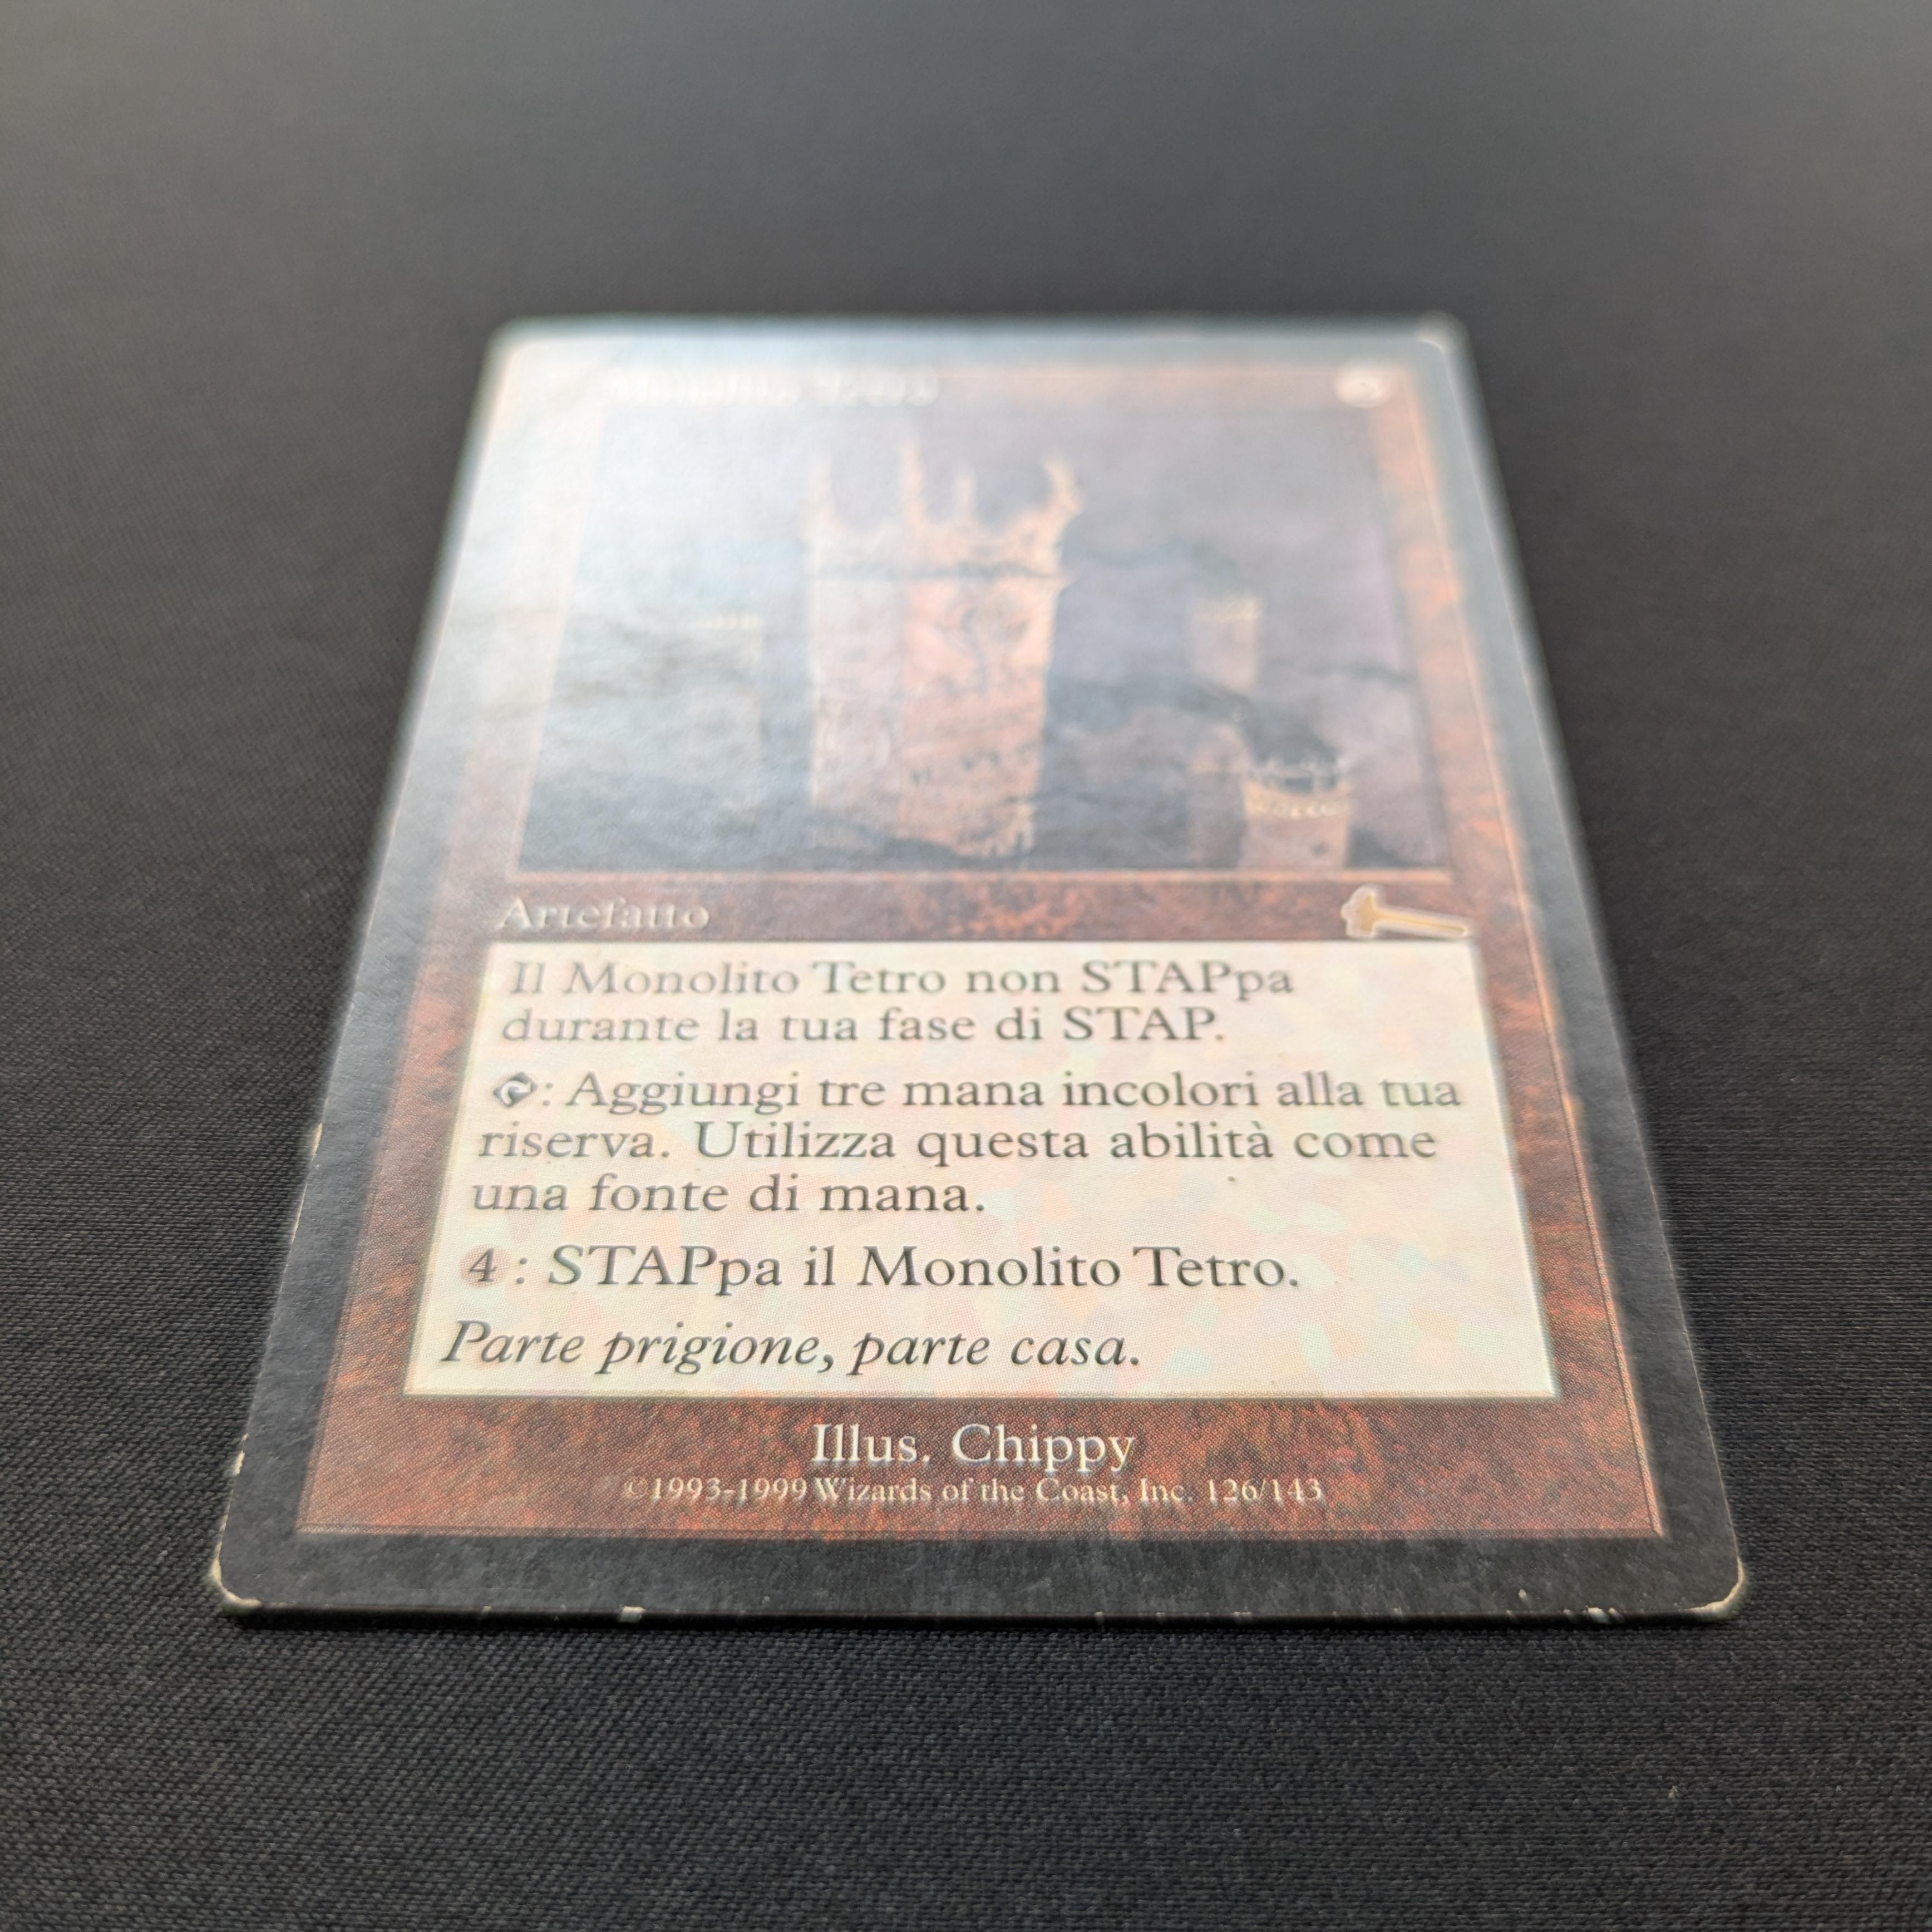 Artefatto
Il Monolito Tetro non STAPpa
durante la tua fase di STAP.
: Aggiungi tre mana incolori alla tua
riserva. Utilizza questa abilità come
una fonte di mana.
4 : STAPpa il Monolito Tetro.
Parte prigione, parte casa.
Illus. Chippy
©1993-1999 Wizards of the Coast, Inc. 126/143